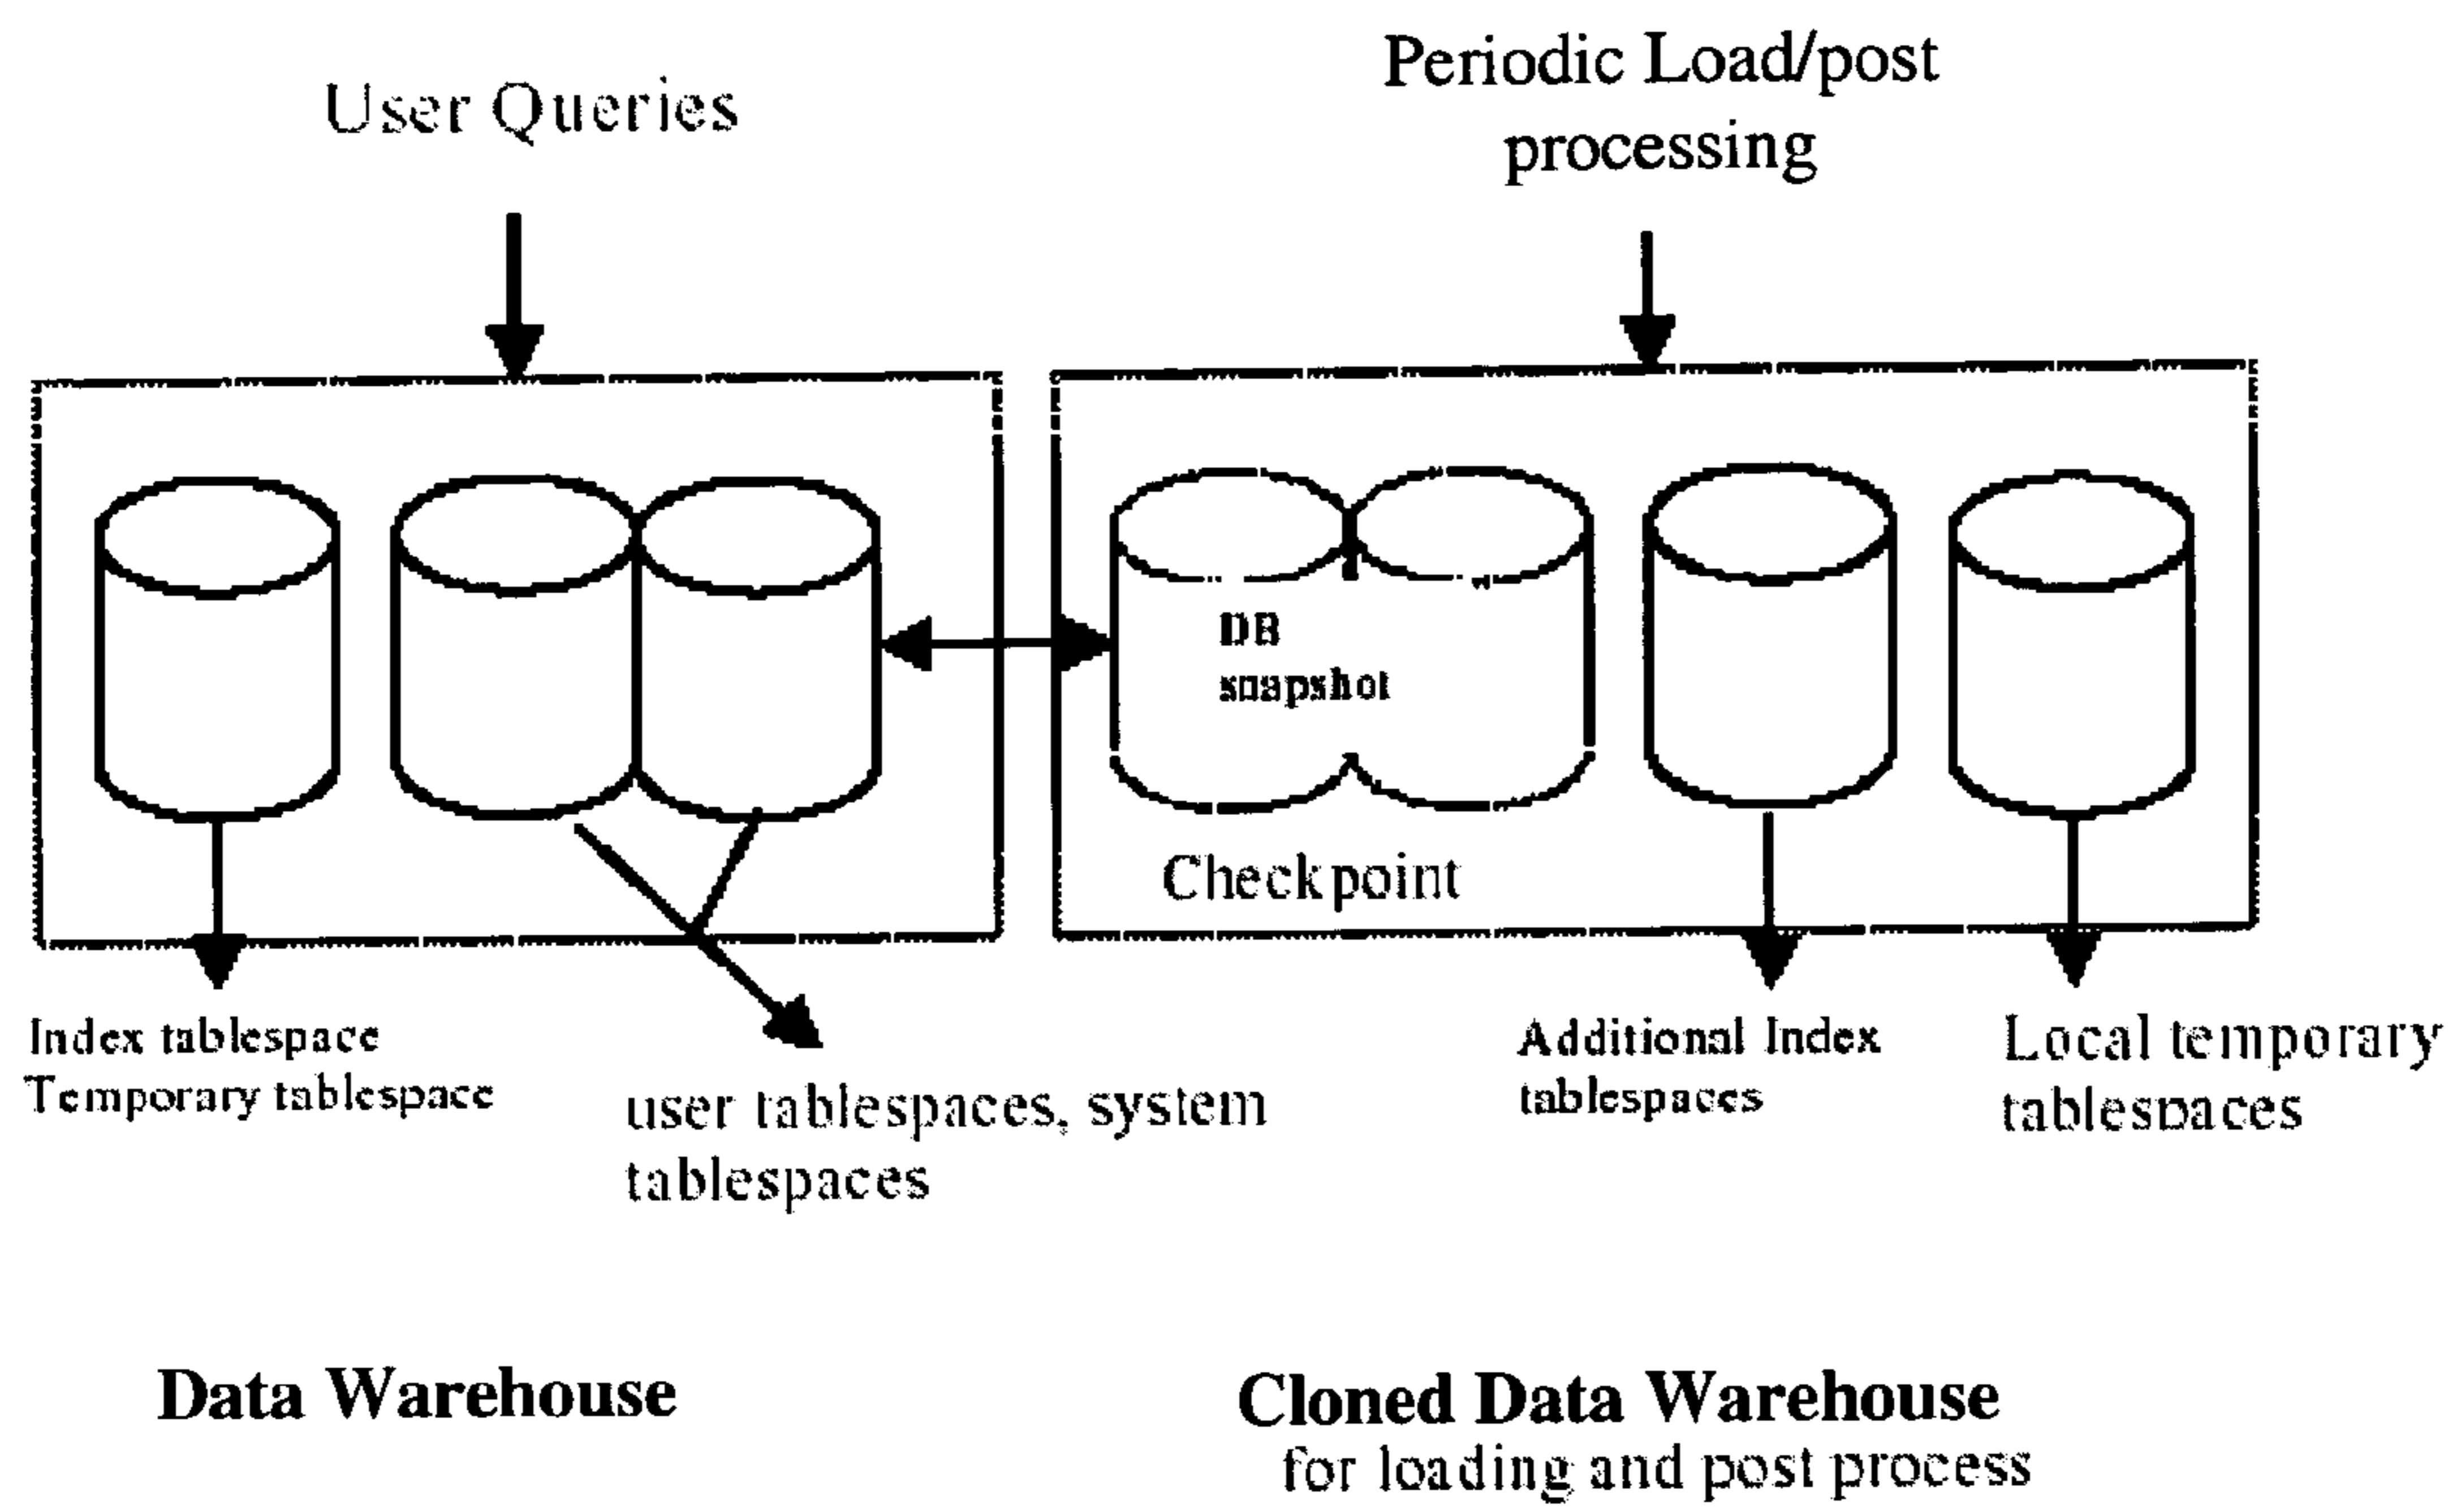 User Queries
Periodic Load/post
processing
DB
snapshot
Checkpoint
Index tablespace
Temporary tablespace
user tablespaces, system
tablespaces
Additional Index
tablespaces
Local temporary
tablespaces
Data Warehouse
Cloned Data Warehouse
for loading and post process